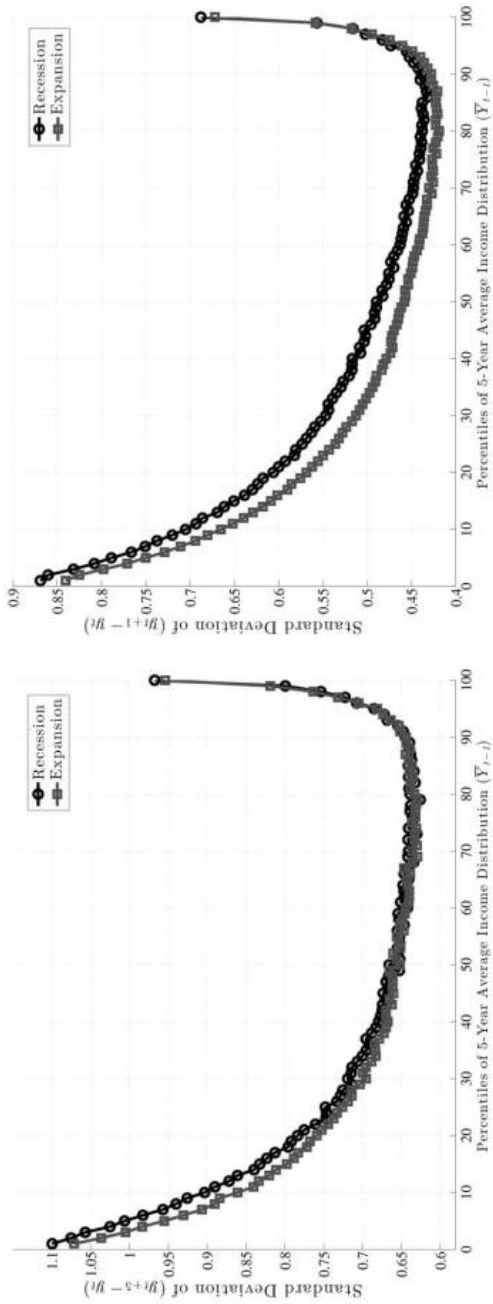 Recession
Expansion
Standard Deviation of (y_{t+5} − y_t)
1.1
1.05
1
0.95
0.9
0.85
0.8
0.75
0.7
0.65
0.6
0 10 20 30 40 50 60 70 80 90 100
Percentiles of 5-Year Average Income Distribution (Ȳ_{t−1})
Recession
Expansion
Standard Deviation of (y_{t+1} − y_t)
0.9
0.85
0.8
0.75
0.7
0.65
0.6
0.55
0.5
0.45
0.4
0 10 20 30 40 50 60 70 80 90 100
Percentiles of 5-Year Average Income Distribution (Ȳ_{t−1})